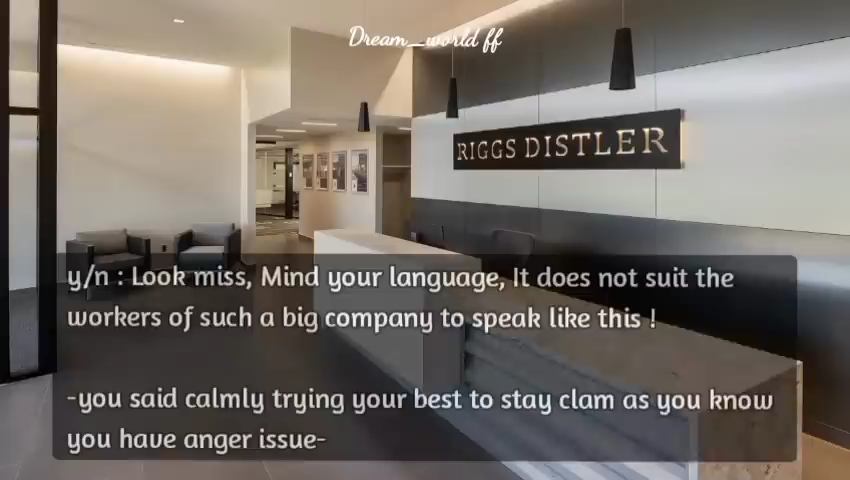 Dream_world ff
RIGGS DISTLER
y/n : Look miss, Mind your language, It does not suit the
workers of such a big company to speak like this !
-you said calmly trying your best to stay clam as you know
you have anger issue-